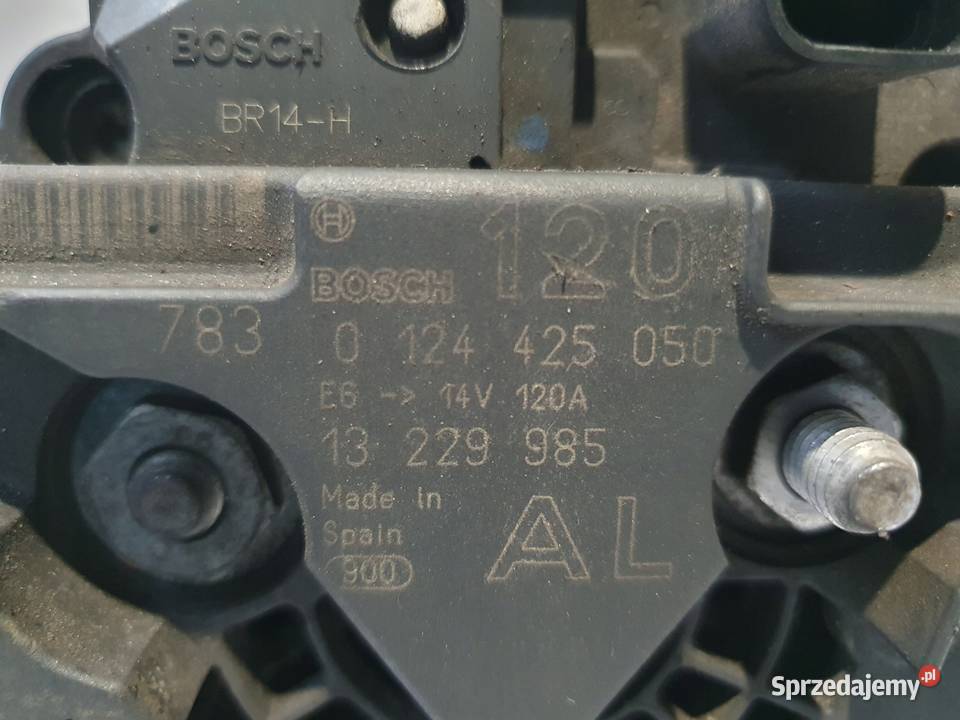 BOSCH
BR14-H
H
BOSCH
120
783
0 124 425 050
E6 -> 14V 120A
13 229 985
Made in
Spain
900
AL
Sprzedajemy.pl